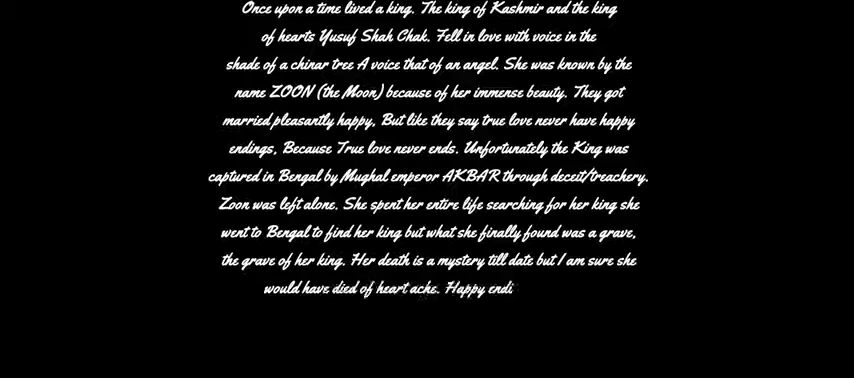 Once upon a time lived a king. The king of Kashmir and the king
of hearts Yusuf Shah Chak. Fell in love with voice in the
shade of a chinar tree A voice that of an angel. She was known by the
name ZOON (the Moon) because of her immense beauty. They got
married pleasantly happy, But like they say true love never have happy
endings, Because True love never ends. Unfortunately the King was
captured in Bengal by Mughal emperor AKBAR through deceit/treachery.
Zoon was left alone. She spent her entire life searching for her king she
went to Bengal to find her king but what she finally found was a grave,
the grave of her king. Her death is a mystery till date but I am sure she
would have died of heart ache. Happy endi